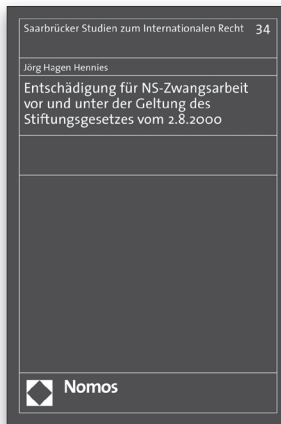 Saarbrücker Studien zum Internationalen Recht 34
Jörg Hagen Hennies
Entschädigung für NS-Zwangsarbeit
vor und unter der Geltung des
Stiftungsgesetzes vom 2.8.2000
Nomos